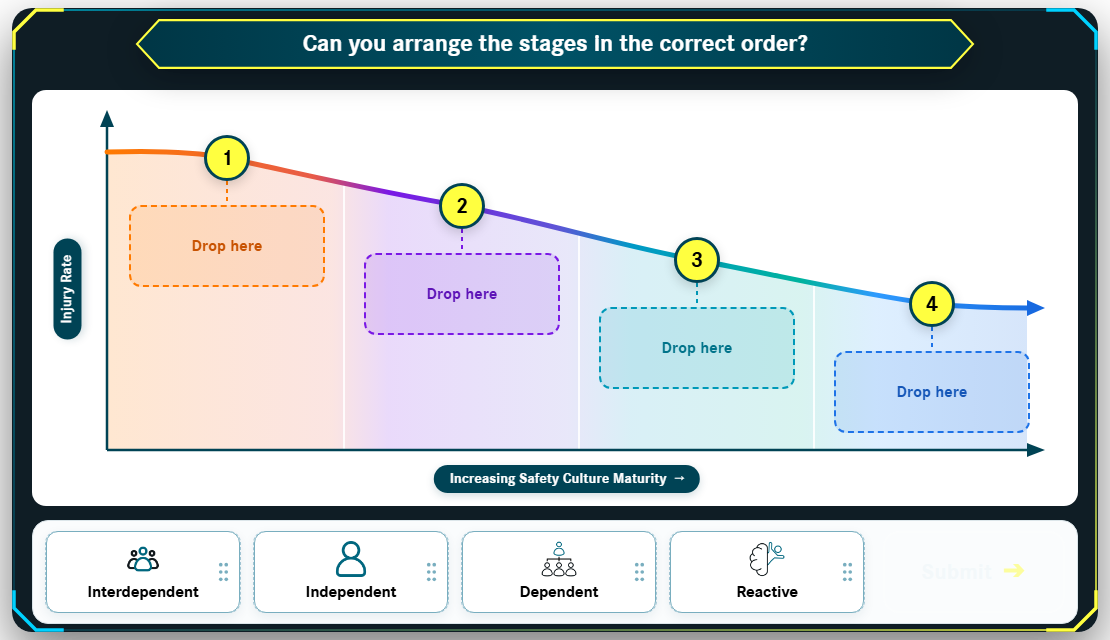 Can you arrange the stages in the correct order?
1
2
3
4
Drop here
Drop here
Drop here
Drop here
Injury Rate
Increasing Safety Culture Maturity →
Interdependent
Independent
Dependent
Reactive
Submit ➔